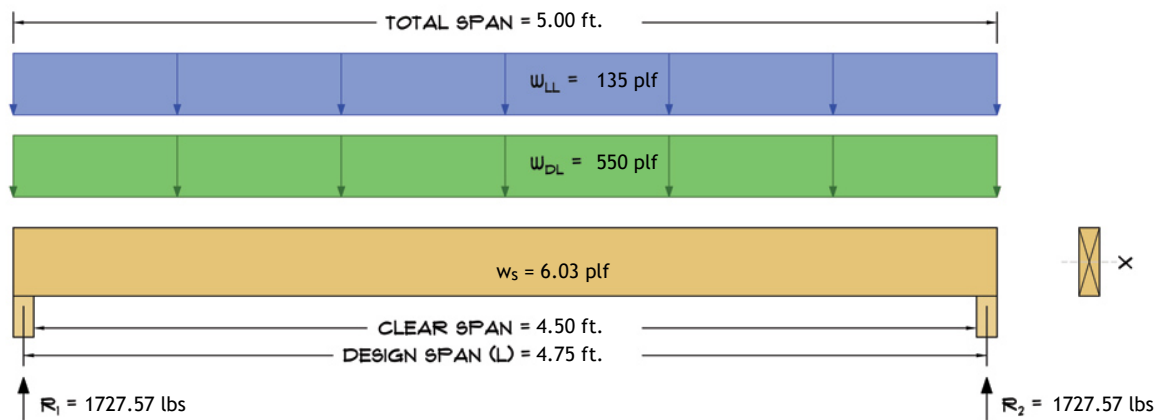 TOTAL SPAN = 5.00 ft.
wLL = 135 plf
wDL = 550 plf
ws = 6.03 plf
X
CLEAR SPAN = 4.50 ft.
DESIGN SPAN (L) = 4.75 ft.
R1 = 1727.57 lbs
R2 = 1727.57 lbs